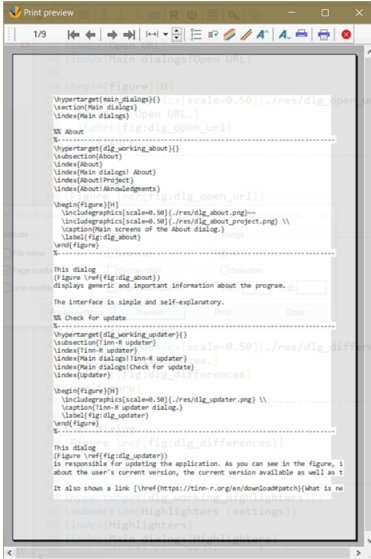 Print preview
1/9
\hypertarget{main_dialogs}{}
\section{Main dialogs}
\index{Main dialogs}
%% About
%------------------------------------------------------------
\hypertarget{dlg_working_about}{}
\subsection{About}
\index{About}
\index{Main dialogs! About}
\index{About!Project}
\index{About!Aknowledgments}
\begin{figure}[H]
\includegraphics[scale=0.50]{./res/dlg_about.png}~~
\includegraphics[scale=0.50]{./res/dlg_about_project.png} \\
\caption{Main screens of the About dialog.}
\label{fig:dlg_about}
\end{figure}
%------------------------------------------------------------
This dialog
(Figure \ref{fig:dlg_about})
displays generic and important information about the program.
The interface is simple and self-explanatory.
%% Check for update
%------------------------------------------------------------
\hypertarget{dlg_working_updater}{}
\subsection{Tinn-R updater}
\index{Tinn-R updater}
\index{Main dialogs!Tinn-R updater}
\index{Main dialogs!Check for update}
\index{Updater}
\begin{figure}[H]
\includegraphics[scale=0.50]{./res/dlg_updater.png} \\
\caption{Tinn-R updater dialog.}
\label{fig:dlg_updater}
\end{figure}
%------------------------------------------------------------
This dialog
(Figure \ref{fig:dlg_updater})
is responsible for updating the application. As you can see in the figure, i
about the user's current version, the current version available as well as t
It also shows a link [\href{https://tinn-r.org/en/download#patch}{What is ne